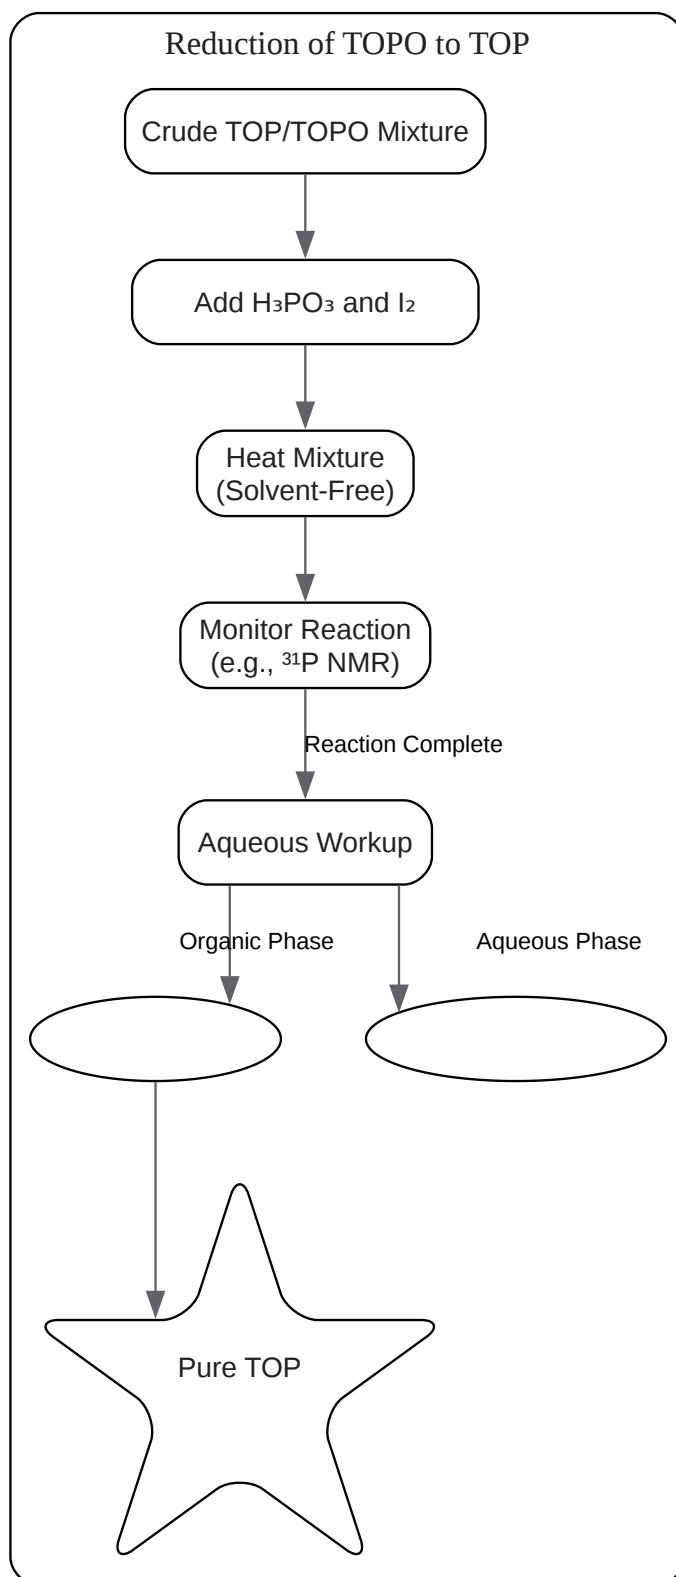 Reduction of TOPO to TOP
Crude TOP/TOPO Mixture
Add H₃PO₃ and I₂
Heat Mixture
(Solvent-Free)
Monitor Reaction
(e.g., ³¹P NMR)
Reaction Complete
Aqueous Workup
Organic Phase
Aqueous Phase
Pure TOP